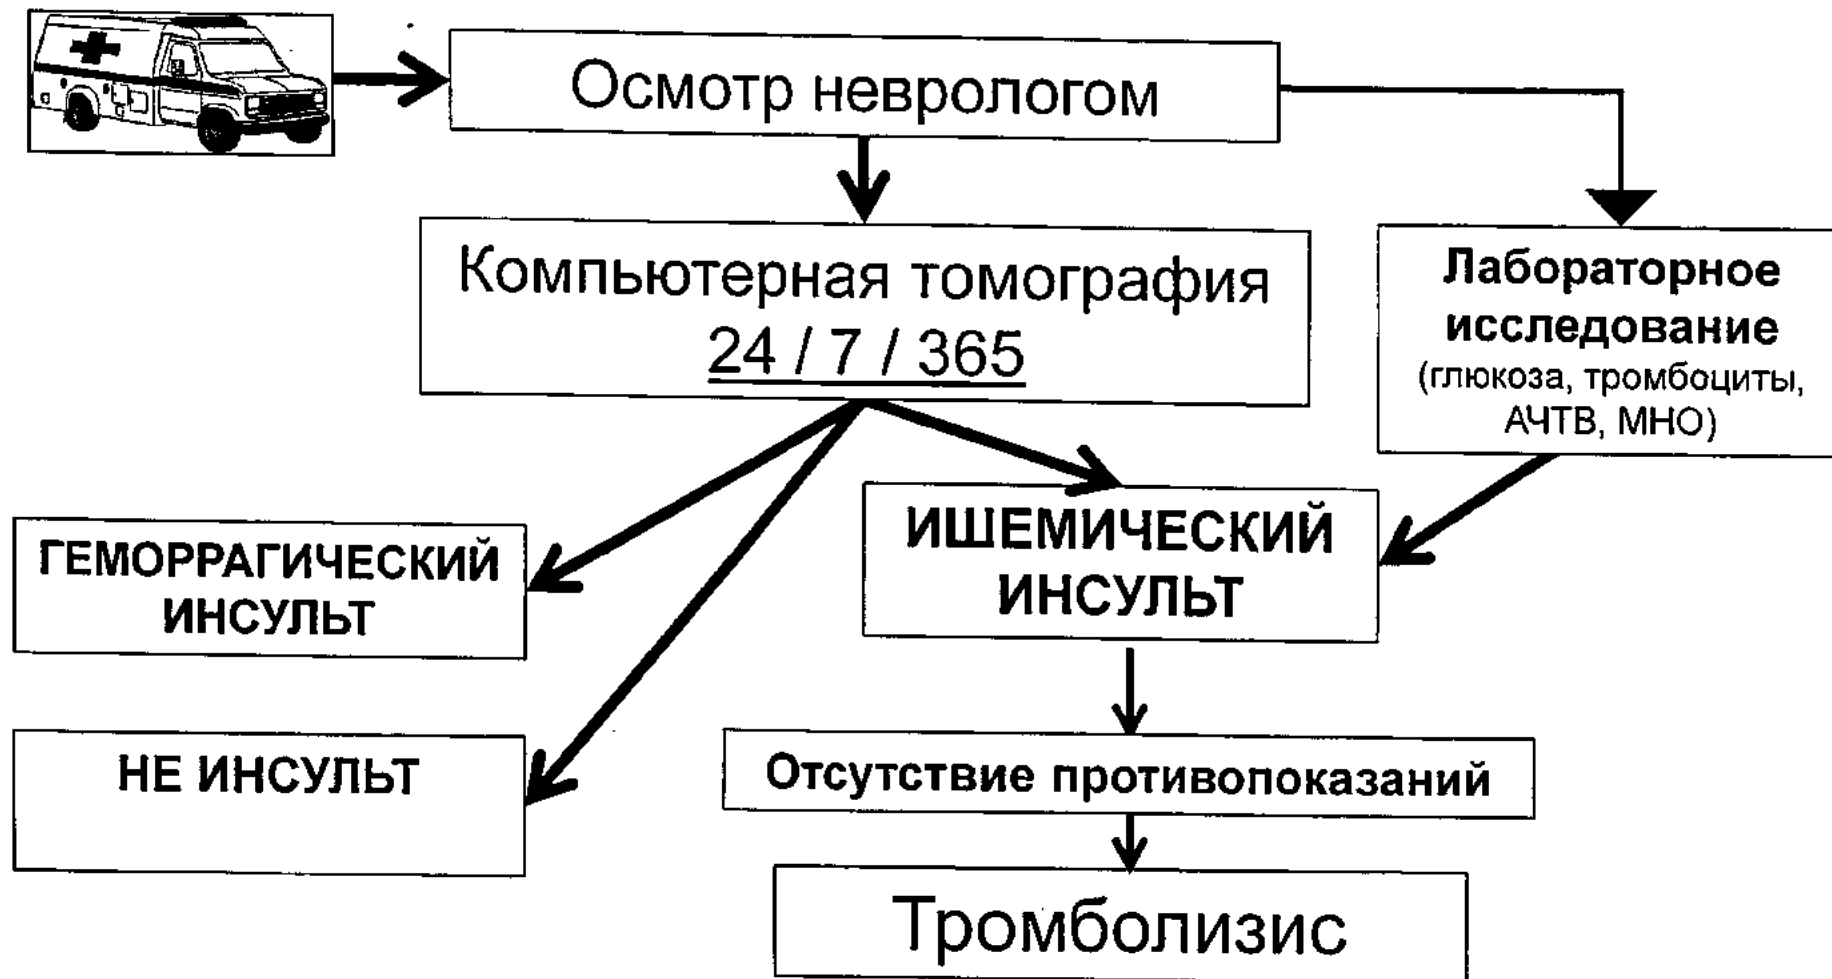 Осмотр неврологом
Компьютерная томография
24 / 7 / 365
Лабораторное
исследование
(глюкоза, тромбоциты,
АЧТВ, МНО)
ГЕМОРРАГИЧЕСКИЙ
ИНСУЛЬТ
ИШЕМИЧЕСКИЙ
ИНСУЛЬТ
НЕ ИНСУЛЬТ
Отсутствие противопоказаний
Тромболизис